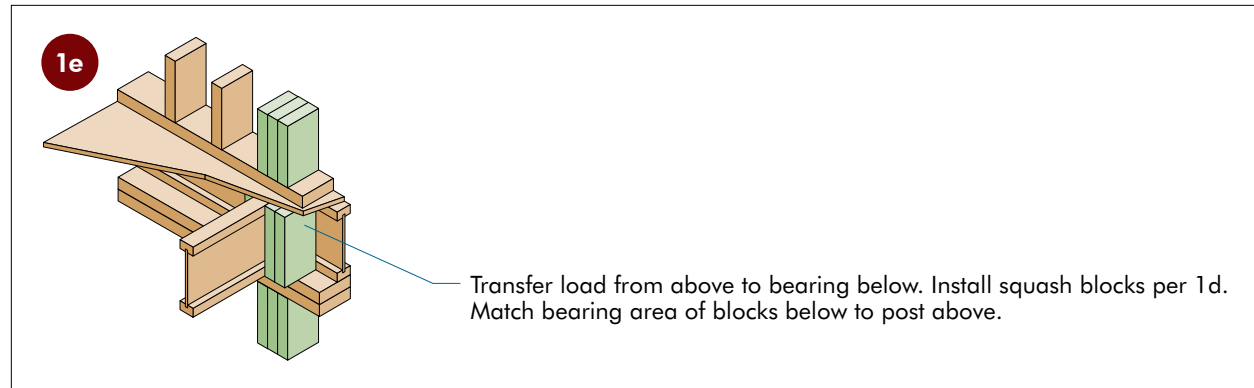 1e
Transfer load from above to bearing below. Install squash blocks per 1d.
Match bearing area of blocks below to post above.